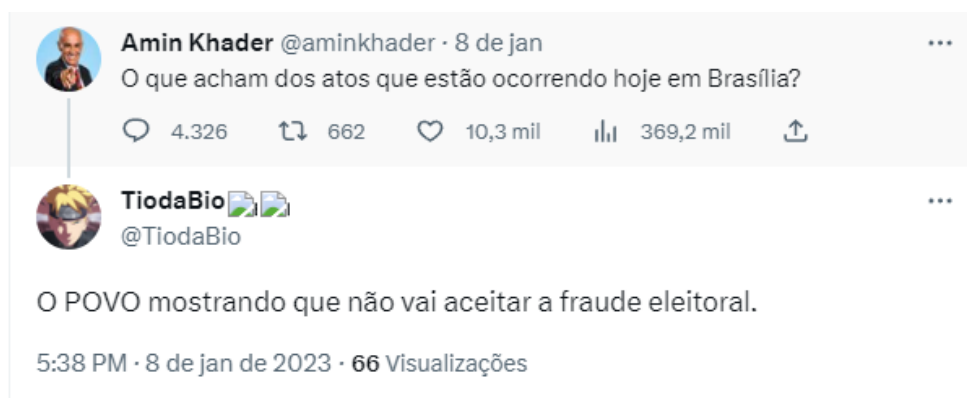 Amin Khader @aminkhader · 8 de jan
O que acham dos atos que estão ocorrendo hoje em Brasília?
4.326 662 10,3 mil 369,2 mil
TiodaBio
@TiodaBio
O POVO mostrando que não vai aceitar a fraude eleitoral.
5:38 PM · 8 de jan de 2023 · 66 Visualizações